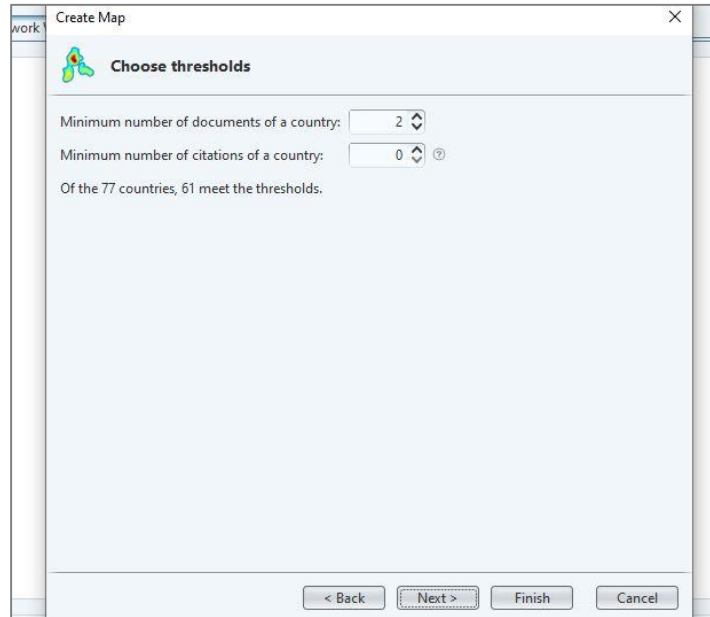 Create Map
work
Choose thresholds
Minimum number of documents of a country: 2
Minimum number of citations of a country: 0 ?
Of the 77 countries, 61 meet the thresholds.
< Back Next > Finish Cancel